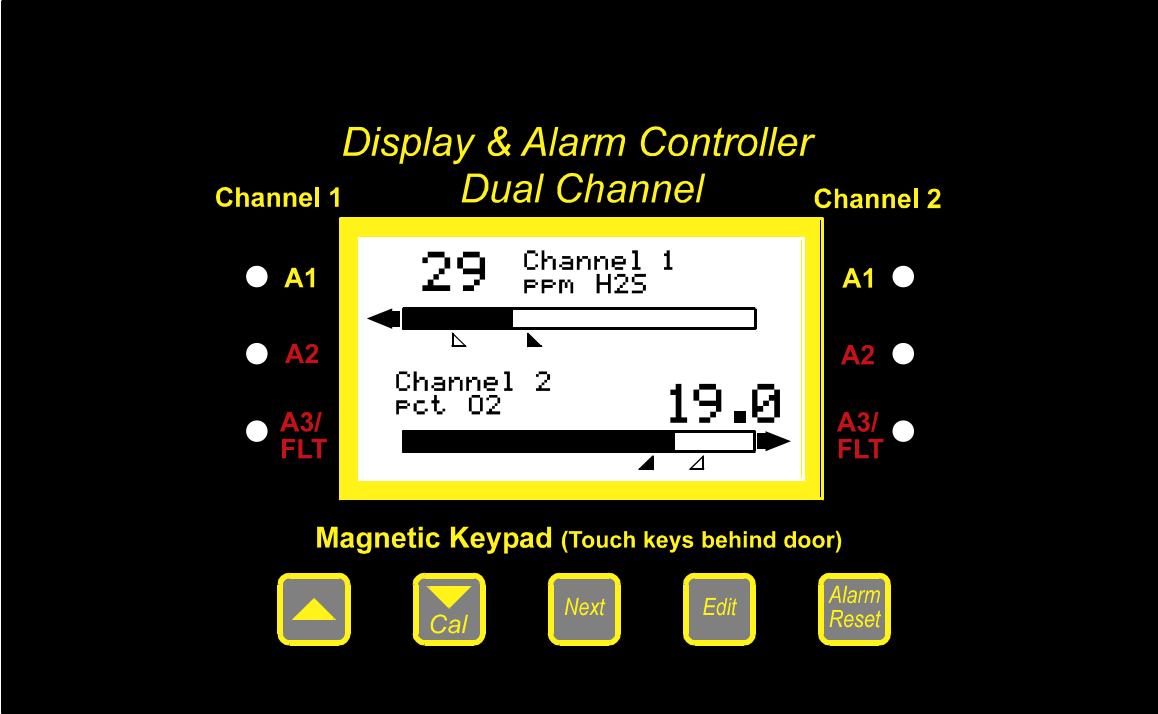 Display & Alarm Controller
Dual Channel
Channel 1
Channel 2
A1
A2
A3/
FLT
29
Channel 1
ppm H2S
Channel 2
pct O2
19.0
A1
A2
A3/
FLT
Magnetic Keypad (Touch keys behind door)
Cal
Next
Edit
Alarm
Reset